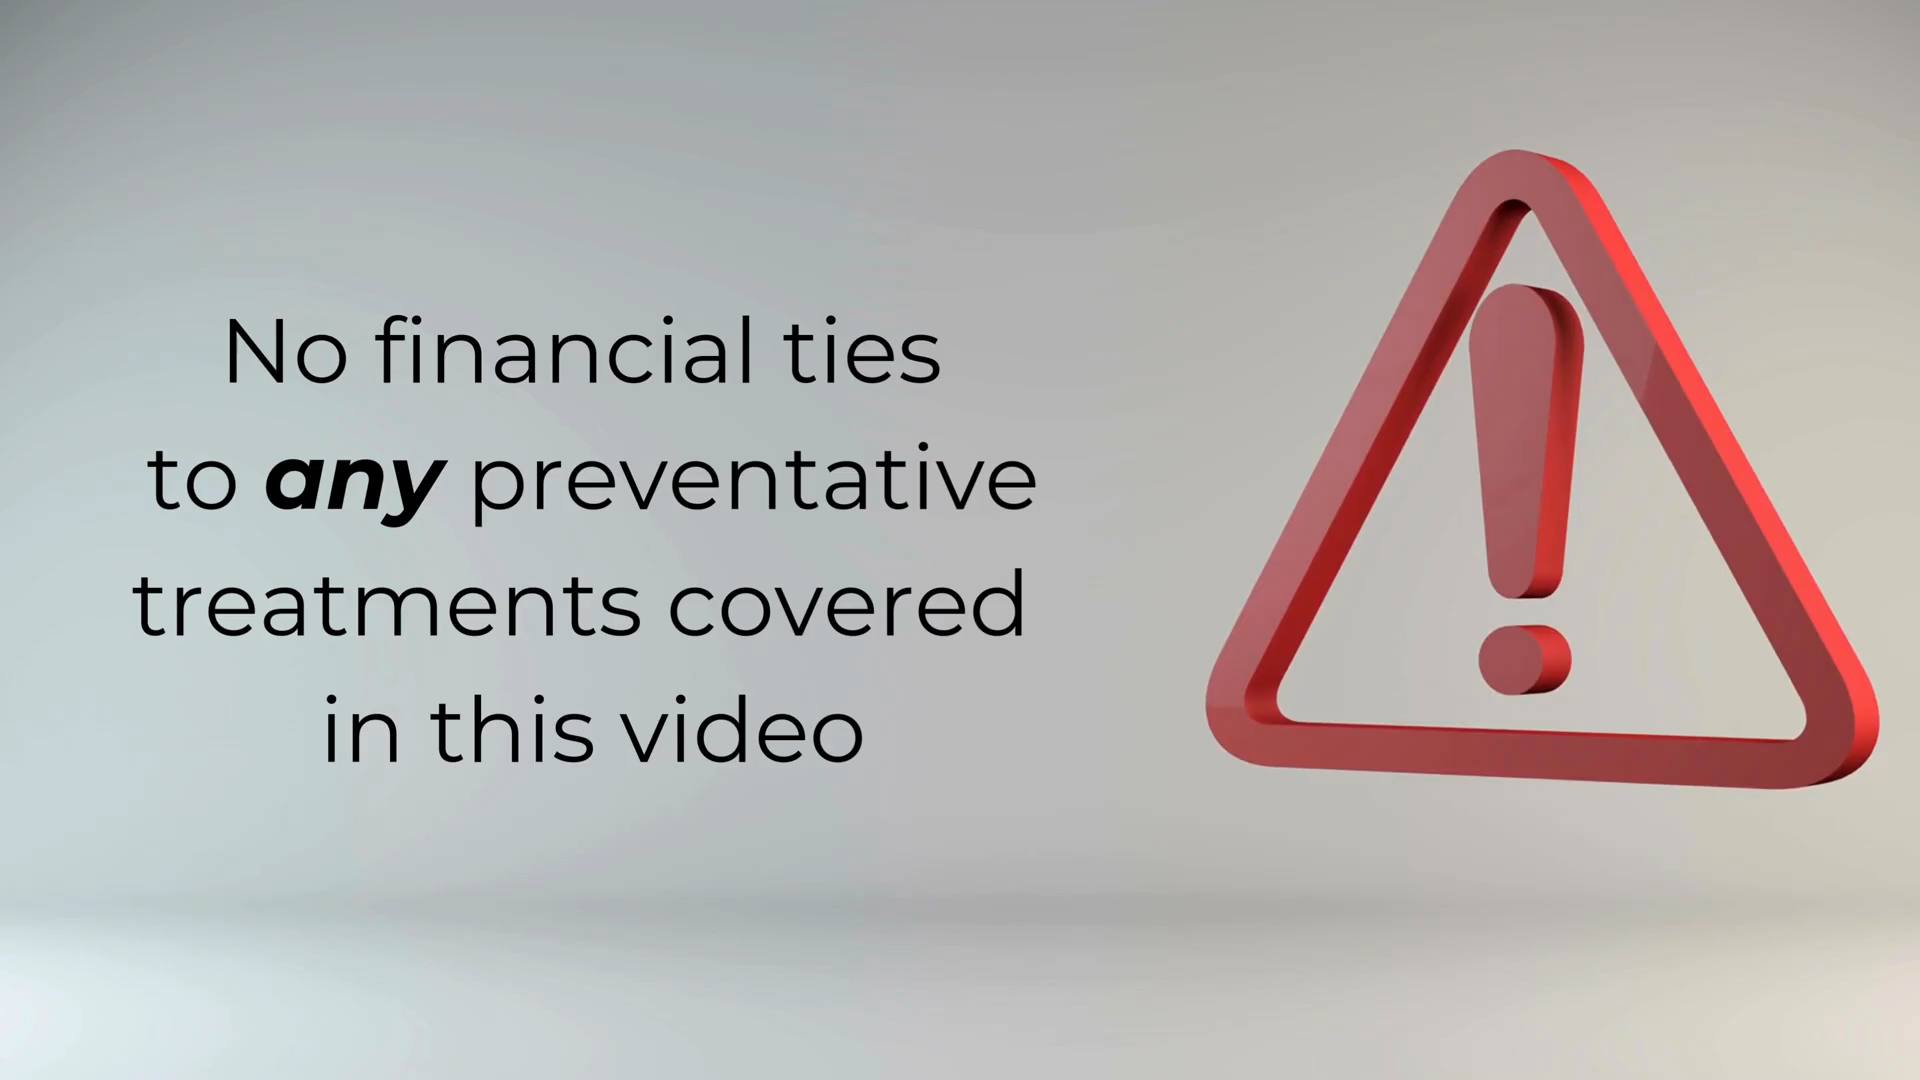 No financial ties
to any preventative
treatments covered
in this video